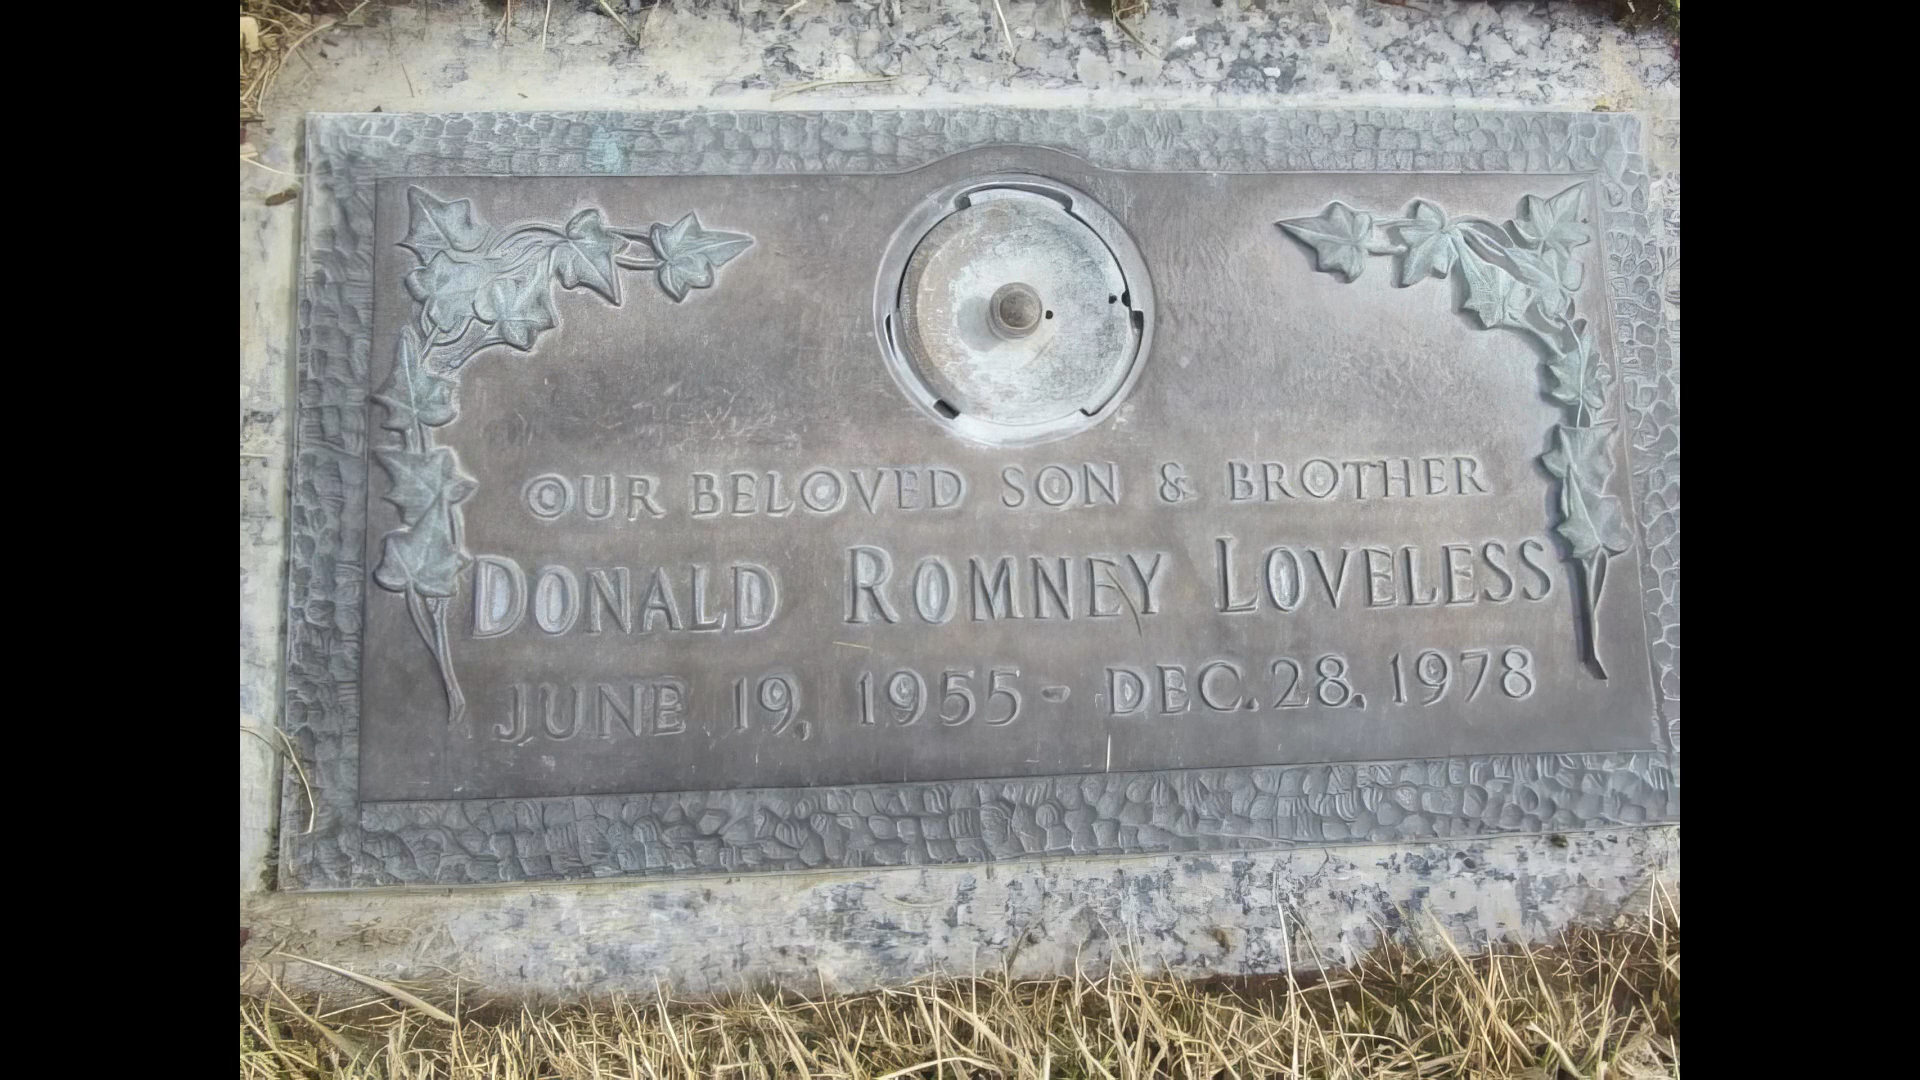 OUR BELOVED SON & BROTHER
DONALD ROMNEY LOVELESS
JUNE 19, 1955 - DEC. 28, 1978